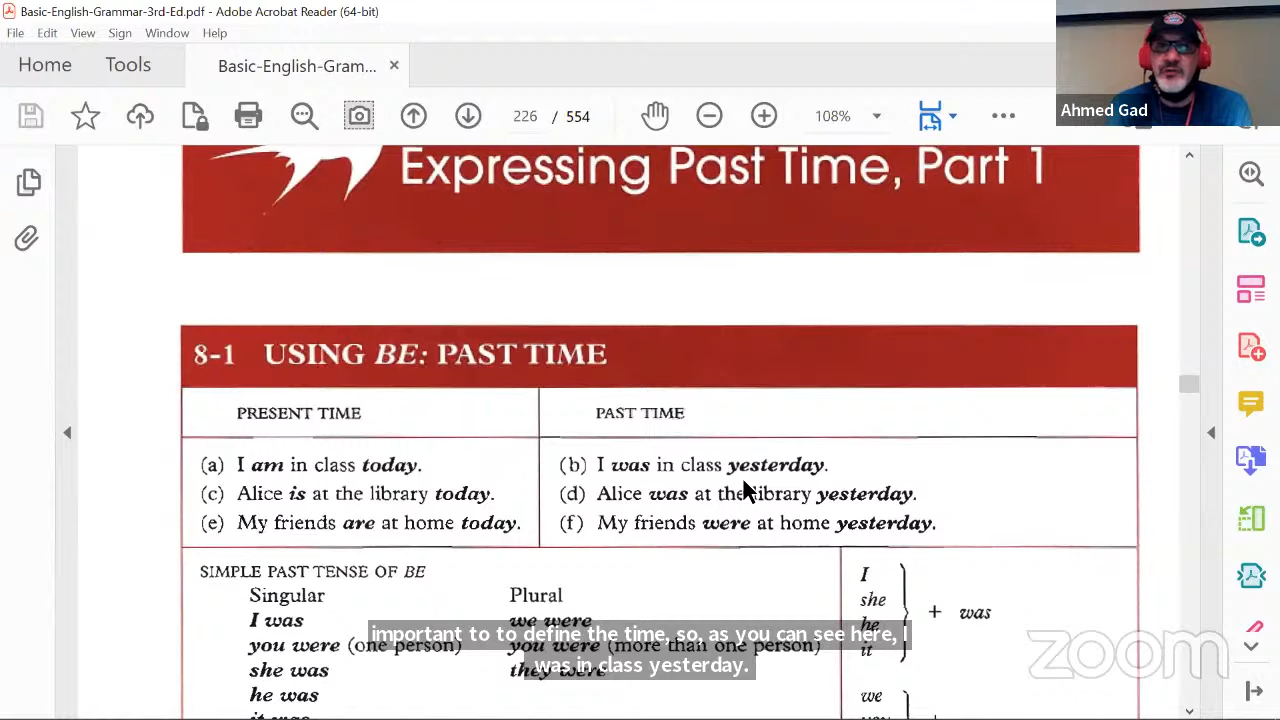 Basic-English-Grammar-3rd-Ed.pdf - Adobe Acrobat Reader (64-bit)
File Edit View Sign Window Help
Home Tools Basic-English-Gram... ×
226 / 554 108%
Ahmed Gad
Expressing Past Time, Part 1
8-1 USING BE: PAST TIME
PRESENT TIME PAST TIME
(a) I am in class today. (b) I was in class yesterday.
(c) Alice is at the library today. (d) Alice was at the library yesterday.
(e) My friends are at home today. (f) My friends were at home yesterday.
SIMPLE PAST TENSE OF BE
Singular Plural
I was we were
you were (one person) you were (more than one person)
she was they were
he was
it was
I
she
he
it
+ was
we
important to to define the time, so, as you can see here, I
was in class yesterday.
zoom